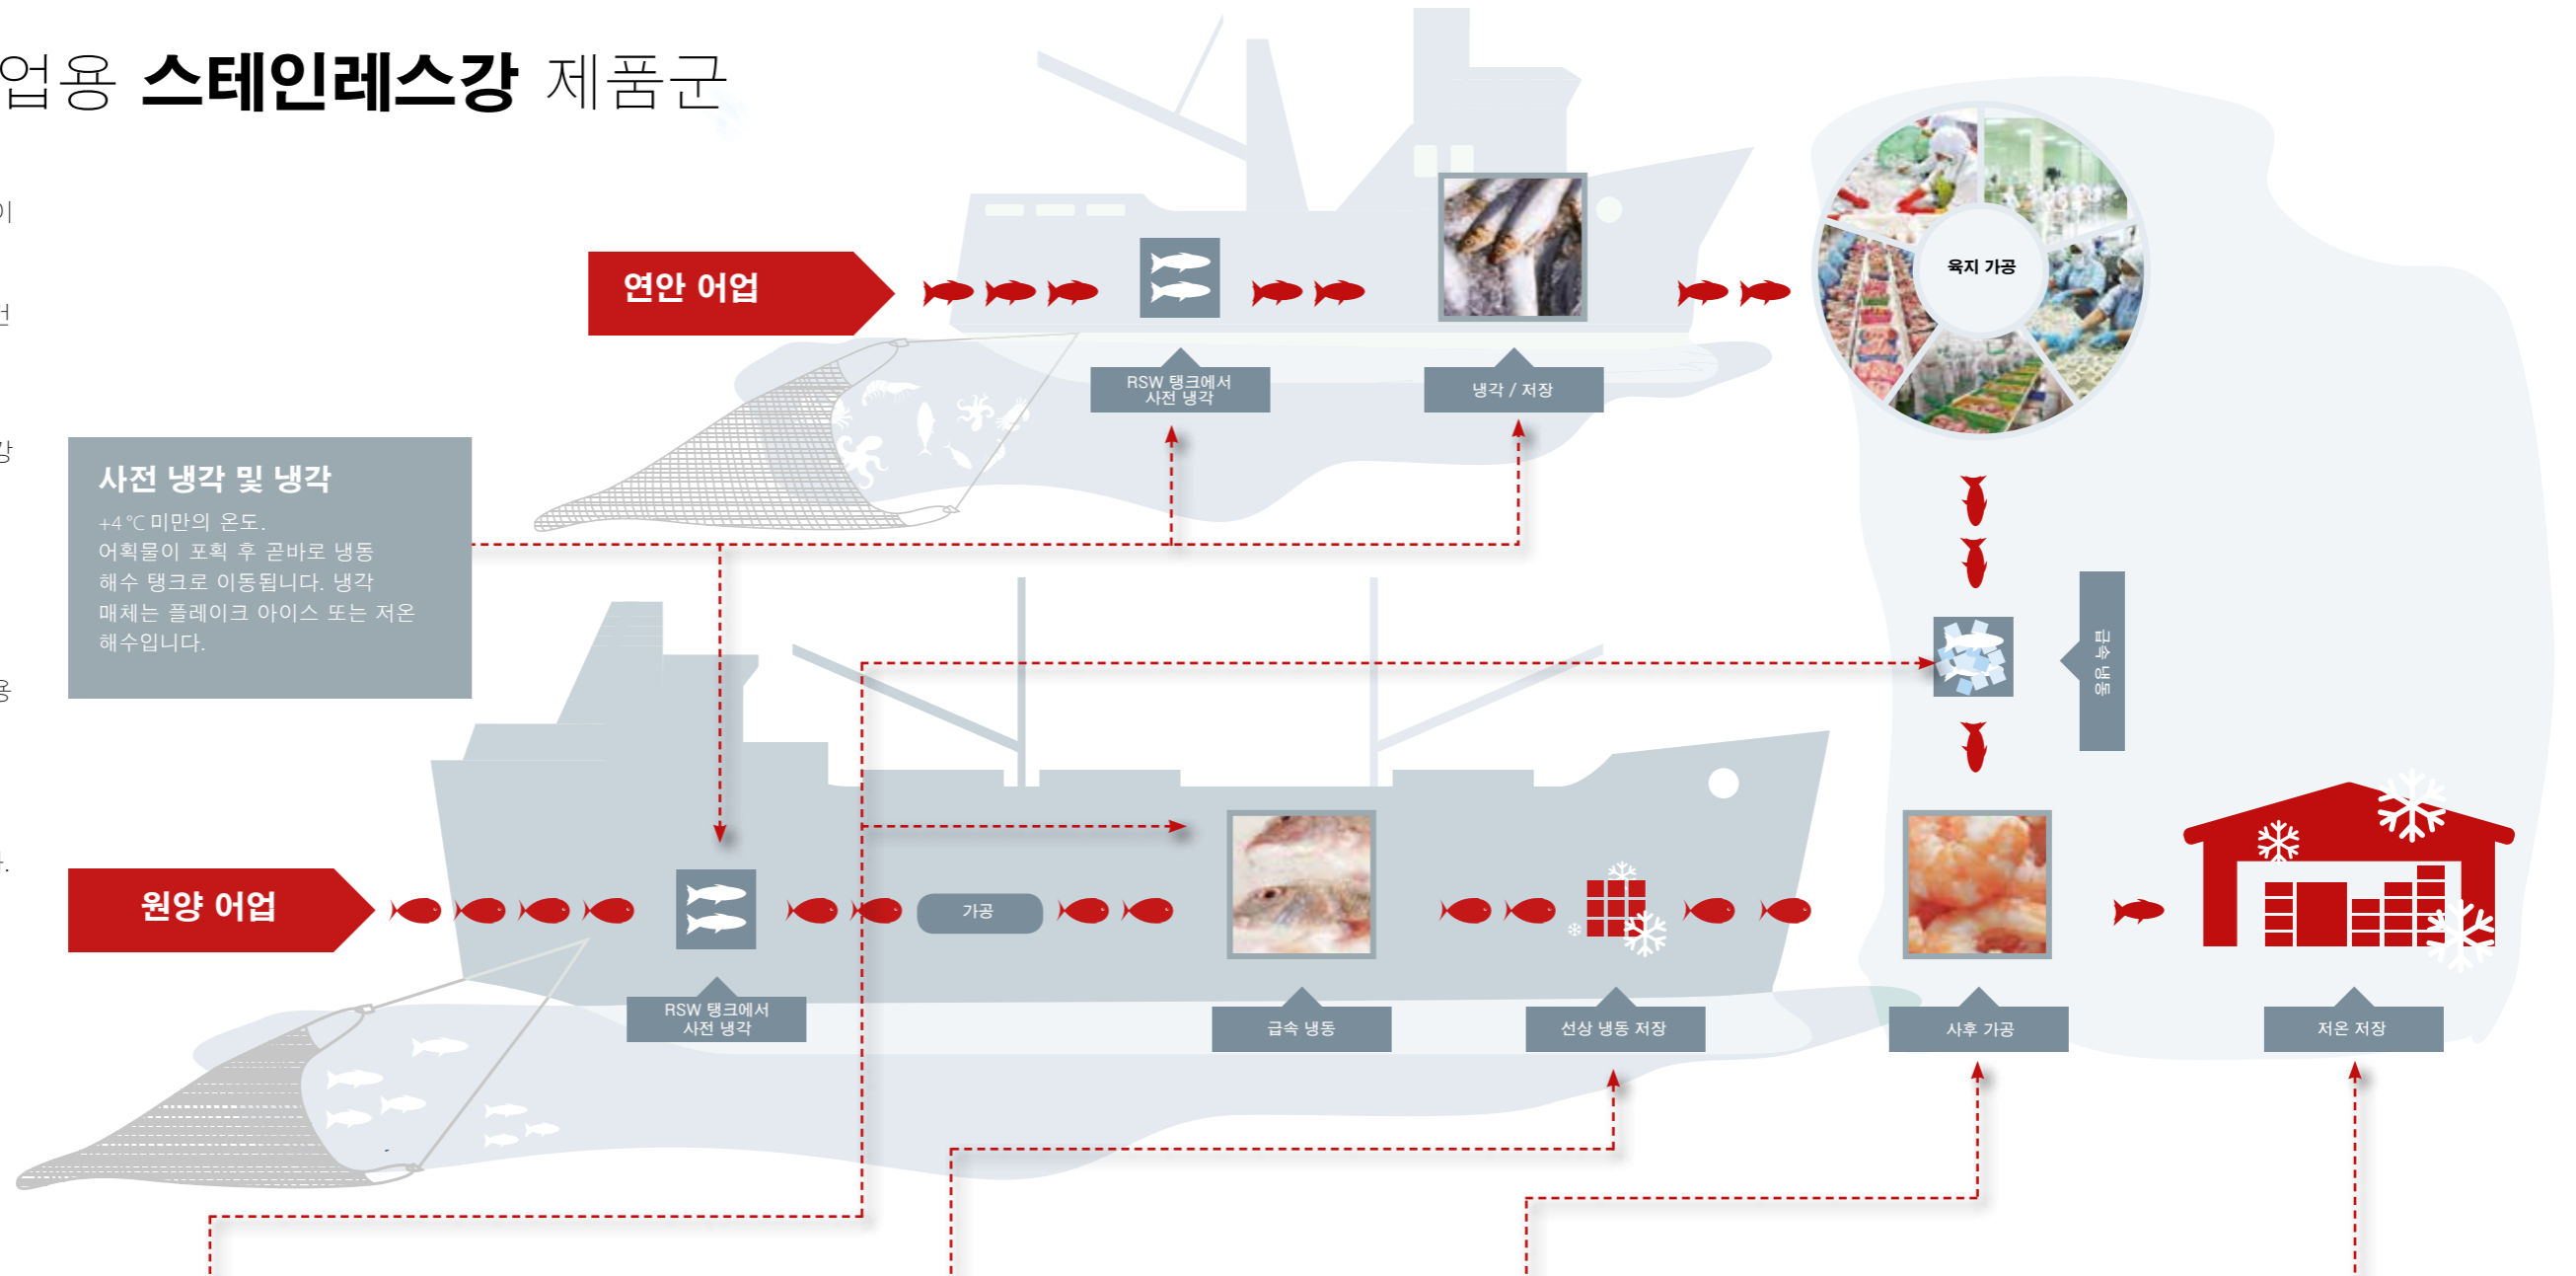 업용 스테인레스강 제품군
이
연안 어업
육지 가공
RSW 탱크에서
사전 냉각
냉각 / 저장
사전 냉각 및 냉각
+4 °C 미만의 온도.
어획물이 포획 후 곧바로 냉동
해수 탱크로 이동됩니다. 냉각
매체는 플레이크 아이스 또는 저온
해수입니다.
급속 냉동
원양 어업
가공
RSW 탱크에서
사전 냉각
급속 냉동
선상 냉동 저장
사후 가공
저온 저장